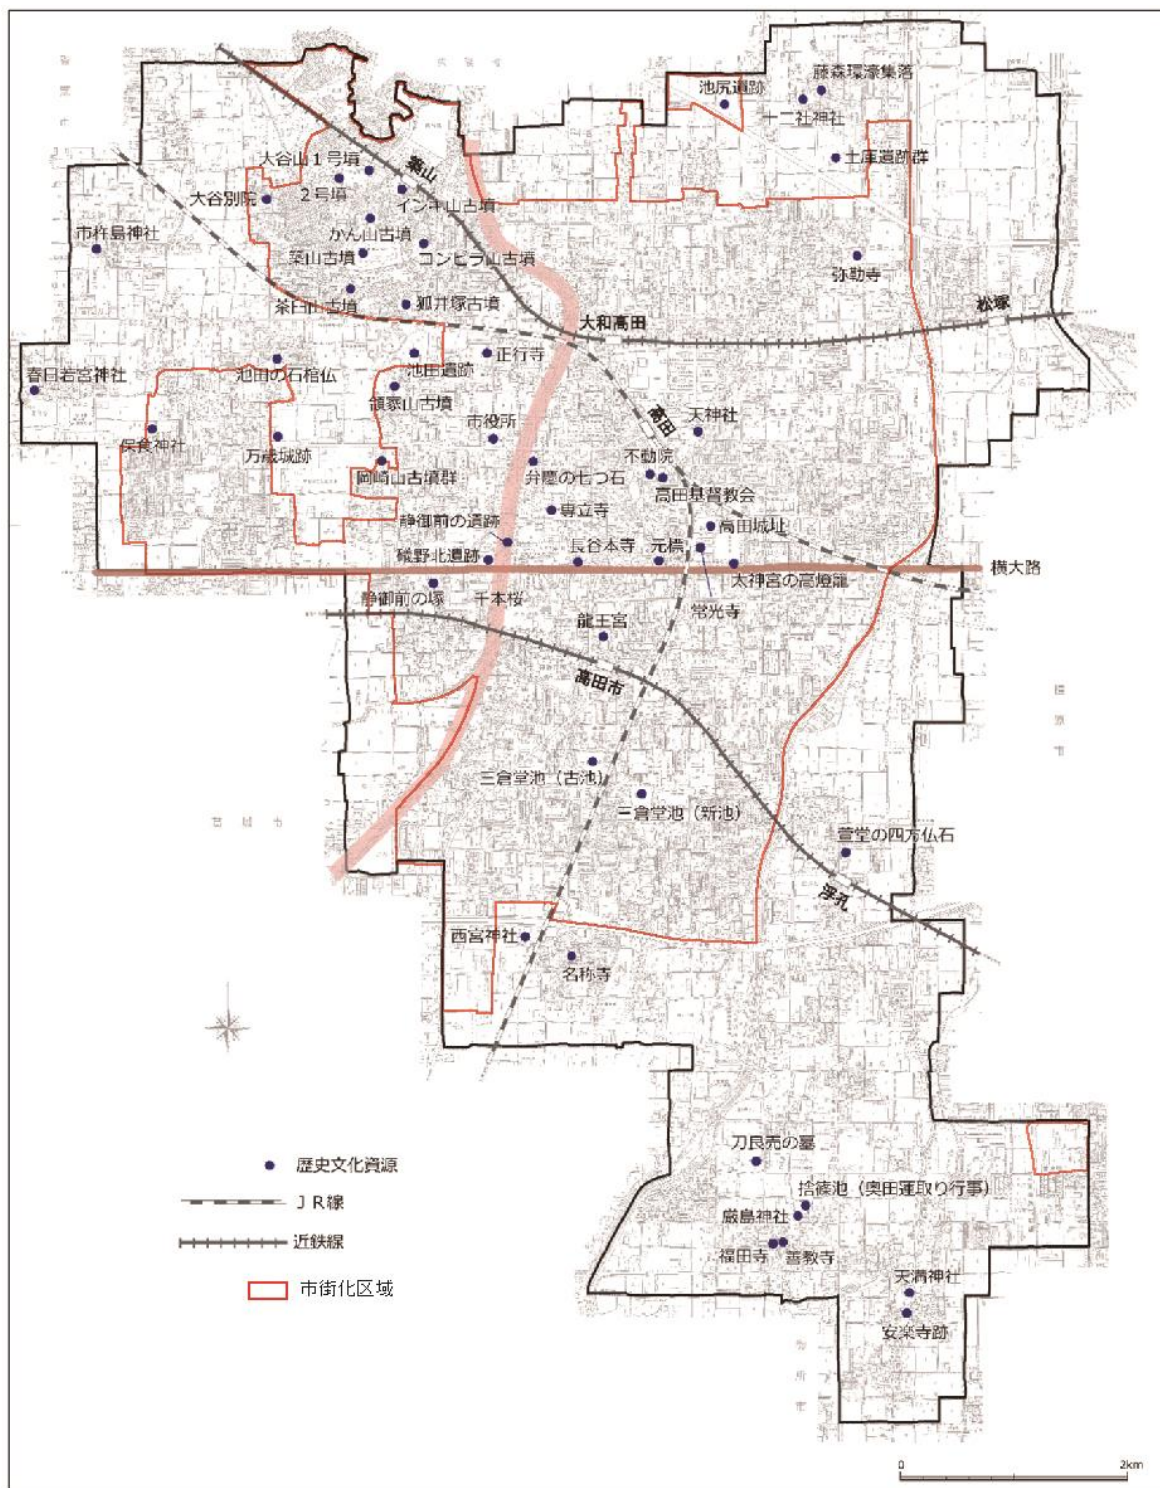 藤森環濠集落
池尻遺跡
十二社神社
土庫遺跡群
築山
大谷山１号墳
２号墳
大谷別院
インキ山古墳
かん山古墳
市杵島神社
築山古墳
コンピラ山古墳
弥勒寺
茶臼山古墳
狐井塚古墳
松塚
大和高田
正行寺
池田遺跡
池田の石棺仏
春日若宮神社
領家山古墳
高田
天神社
市役所
保食神社
万歳城跡
不動院
岡崎山古墳群
弁慶の七つ石
高田基督教会
専立寺
静御前の遺跡
高田城址
長谷本寺
元標
礒野北遺跡
横大路
太神宮の高燈籠
静御前の塚
千本桜
常光寺
龍王宮
高田市
橿原市
三倉堂池（古池）
三倉堂池（新池）
葛城市
萱堂の四方仏石
浮孔
西宮神社
名称寺
刀良売の墓
捨篠池（奥田蓮取り行事）
厳島神社
福田寺
善教寺
天満神社
安楽寺跡
御所市
歴史文化資源
ＪＲ線
近鉄線
市街化区域
0
2km